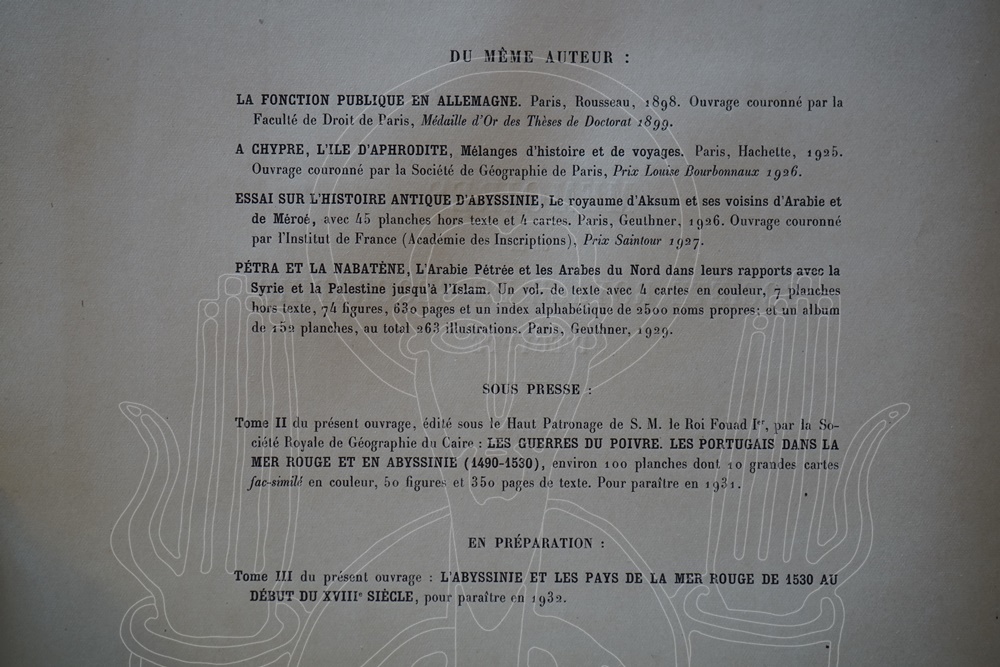 DU MÊME AUTEUR :
LA FONCTION PUBLIQUE EN ALLEMAGNE. Paris, Rousseau, 1898. Ouvrage couronné par la
Faculté de Droit de Paris, Médaille d'Or des Thèses de Doctorat 1899.
A CHYPRE, L'ILE D'APHRODITE, Mélanges d'histoire et de voyages. Paris, Hachette, 1925.
Ouvrage couronné par la Société de Géographie de Paris, Prix Louise Bourbonnaux 1926.
ESSAI SUR L'HISTOIRE ANTIQUE D'ABYSSINIE, Le royaume d'Aksum et ses voisins d'Arabie et
de Méroé, avec 45 planches hors texte et 4 cartes. Paris, Geuthner, 1926. Ouvrage couronné
par l'Institut de France (Académie des Inscriptions), Prix Saintour 1927.
PÉTRA ET LA NABATÈNE, L'Arabie Pétrée et les Arabes du Nord dans leurs rapports avec la
Syrie et la Palestine jusqu'à l'Islam. Un vol. de texte avec 4 cartes en couleur, 7 planches
hors texte, 74 figures, 630 pages et un index alphabétique de 2500 noms propres; et un album
de 152 planches, au total 263 illustrations. Paris, Geuthner, 1929.
SOUS PRESSE :
Tome II du présent ouvrage, édité sous le Haut Patronage de S. M. le Roi Fouad Ier, par la So-
ciété Royale de Géographie du Caire : LES GUERRES DU POIVRE. LES PORTUGAIS DANS LA
MER ROUGE ET EN ABYSSINIE (1490-1530), environ 100 planches dont 10 grandes cartes
fac-similé en couleur, 50 figures et 350 pages de texte. Pour paraître en 1931.
EN PRÉPARATION :
Tome III du présent ouvrage : L'ABYSSINIE ET LES PAYS DE LA MER ROUGE DE 1530 AU
DÉBUT DU XVIIIe SIÈCLE, pour paraître en 1932.